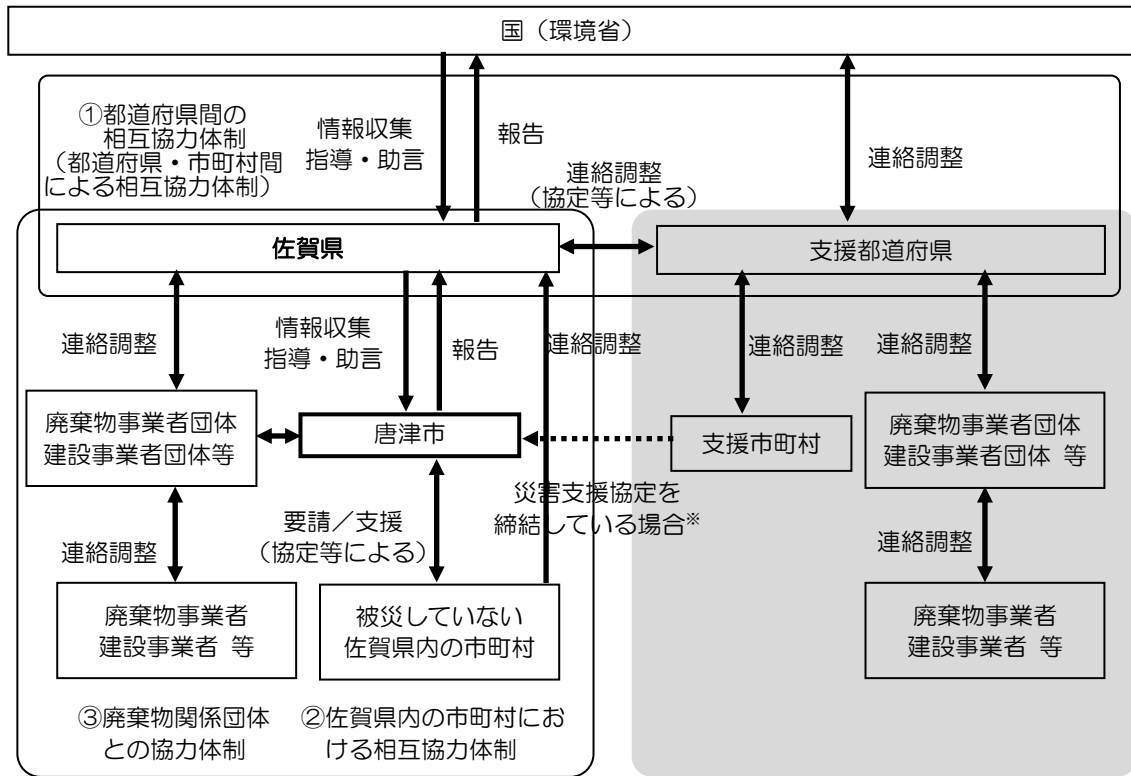 国（環境省）
①都道府県間の
相互協力体制
（都道府県・市町村間
による相互協力体制）
情報収集
指導・助言
報告
連絡調整
（協定等による）
連絡調整
佐賀県
支援都道府県
連絡調整
情報収集
指導・助言
報告
連絡調整
連絡調整
連絡調整
廃棄物事業者団体
建設事業者団体等
唐津市
支援市町村
廃棄物事業者団体
建設事業者団体 等
災害支援協定を
締結している場合※
要請／支援
（協定等による）
連絡調整
連絡調整
廃棄物事業者
建設事業者 等
被災していない
佐賀県内の市町村
廃棄物事業者
建設事業者 等
③廃棄物関係団体
との協力体制
②佐賀県内の市町村にお
ける相互協力体制